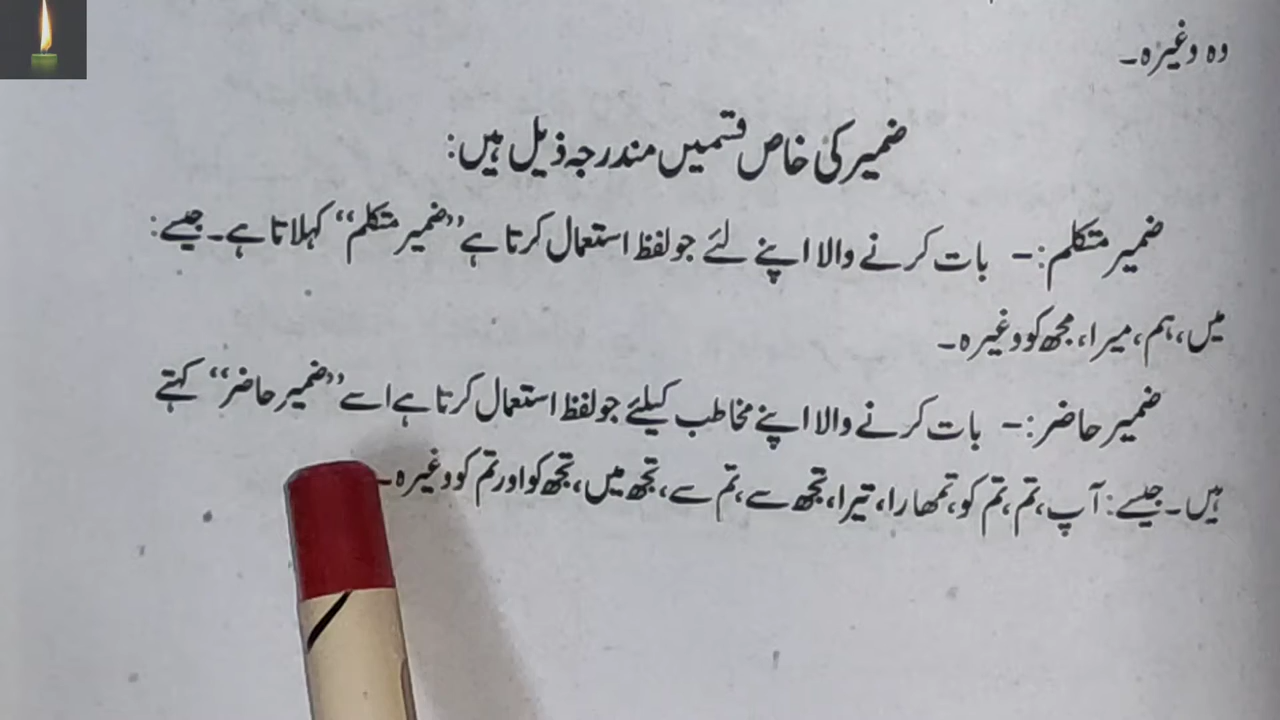 وہ وغیرہ۔
ضمیر کی خاص قسمیں مندرجہ ذیل ہیں:
ضمیر متکلم:- بات کرنے والا اپنے لئے جو لفظ استعمال کرتا ہے ”ضمیر متکلم“ کہلاتا ہے۔ جیسے:
میں، ہم، میرا، مجھ کو وغیرہ۔
ضمیر حاضر:- بات کرنے والا اپنے مخاطب کیلئے جو لفظ استعمال کرتا ہے اسے ”ضمیر حاضر“ کہتے
ہیں۔ جیسے: آپ، تم، تم کو، تمھارا، تیرا، تجھ سے، تم سے، تجھ میں، تجھ کو اور تم کو وغیرہ۔